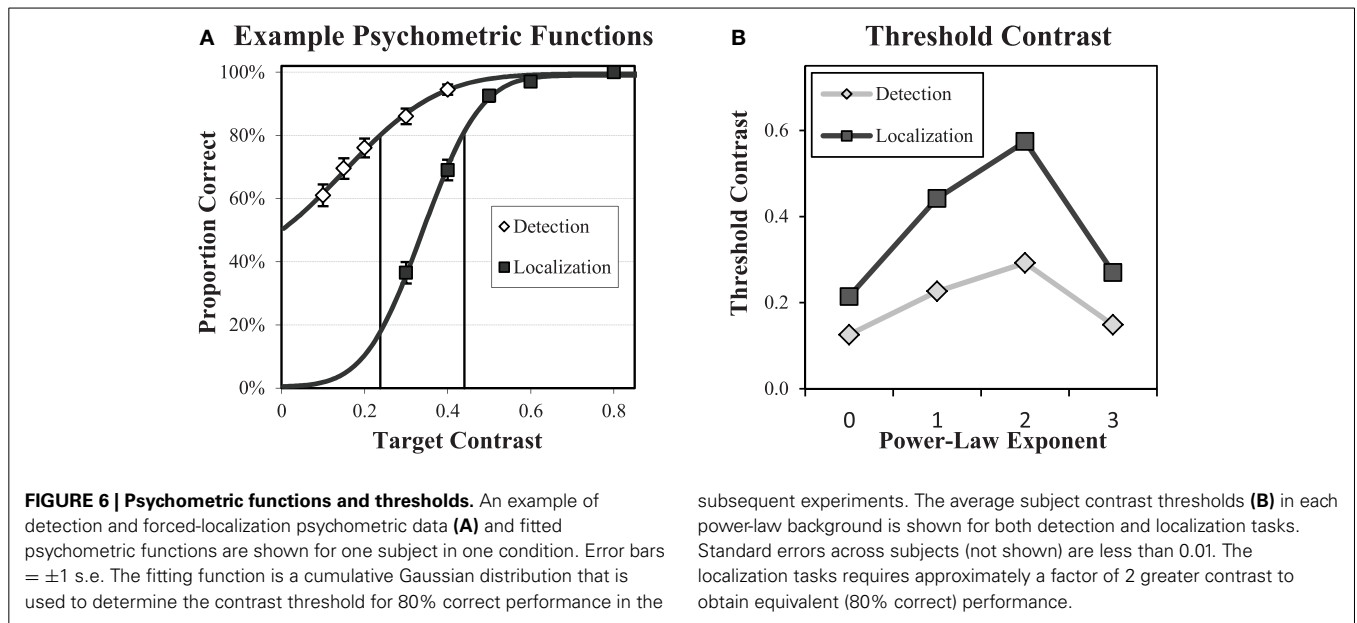 A Example Psychometric Functions
100%
80%
60%
40%
20%
0%
Proportion Correct
Detection
Localization
0 0.2 0.4 0.6 0.8
Target Contrast
B Threshold Contrast
Detection
Localization
0.6
0.4
0.2
0.0
Threshold Contrast
0 1 2 3
Power-Law Exponent
FIGURE 6 | Psychometric functions and thresholds. An example of
detection and forced-localization psychometric data (A) and fitted
psychometric functions are shown for one subject in one condition. Error bars
= ±1 s.e. The fitting function is a cumulative Gaussian distribution that is
used to determine the contrast threshold for 80% correct performance in the
subsequent experiments. The average subject contrast thresholds (B) in each
power-law background is shown for both detection and localization tasks.
Standard errors across subjects (not shown) are less than 0.01. The
localization tasks requires approximately a factor of 2 greater contrast to
obtain equivalent (80% correct) performance.